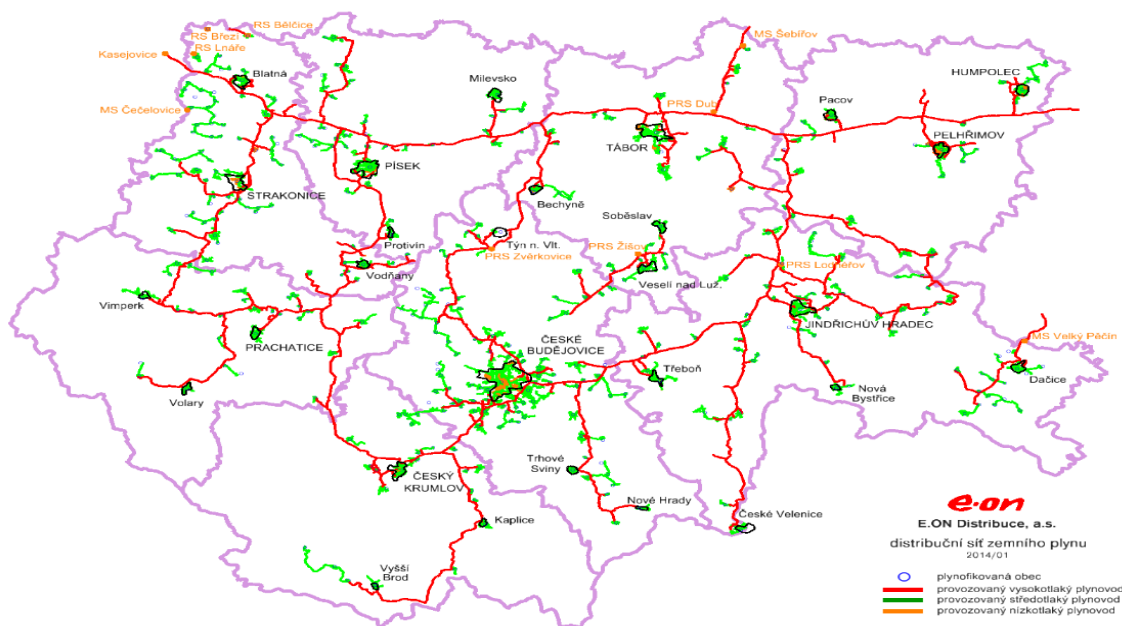 RS Bělčice
RS Březí
RS Lnáře
Kasejovice
Blatná
MS Čečelovice
Milevsko
MS Šebířov
HUMPOLEC
PRS Dub
Pacov
TÁBOR
PELHŘIMOV
PÍSEK
STRAKONICE
Bechyně
Soběslav
Protivín
Týn n. Vlt.
PRS Zvěrkovice
PRS Žíšov
Vodňany
Veselí nad Luž.
PRS Lodhéřov
Vimperk
JINDŘICHŮV HRADEC
PRACHATICE
ČESKÉ
BUDĚJOVICE
MS Velký Pěčín
Třeboň
Dačice
Volary
Nová
Bystřice
Trhové
Sviny
ČESKÝ
KRUMLOV
Nové Hrady
České Velenice
Kaplice
Vyšší
Brod
e·on
E.ON Distribuce, a.s.
distribuční síť zemního plynu
2014/01
plynofikovaná obec
provozovaný vysokotlaký plynovod
provozovaný středotlaký plynovod
provozovaný nízkotlaký plynovod